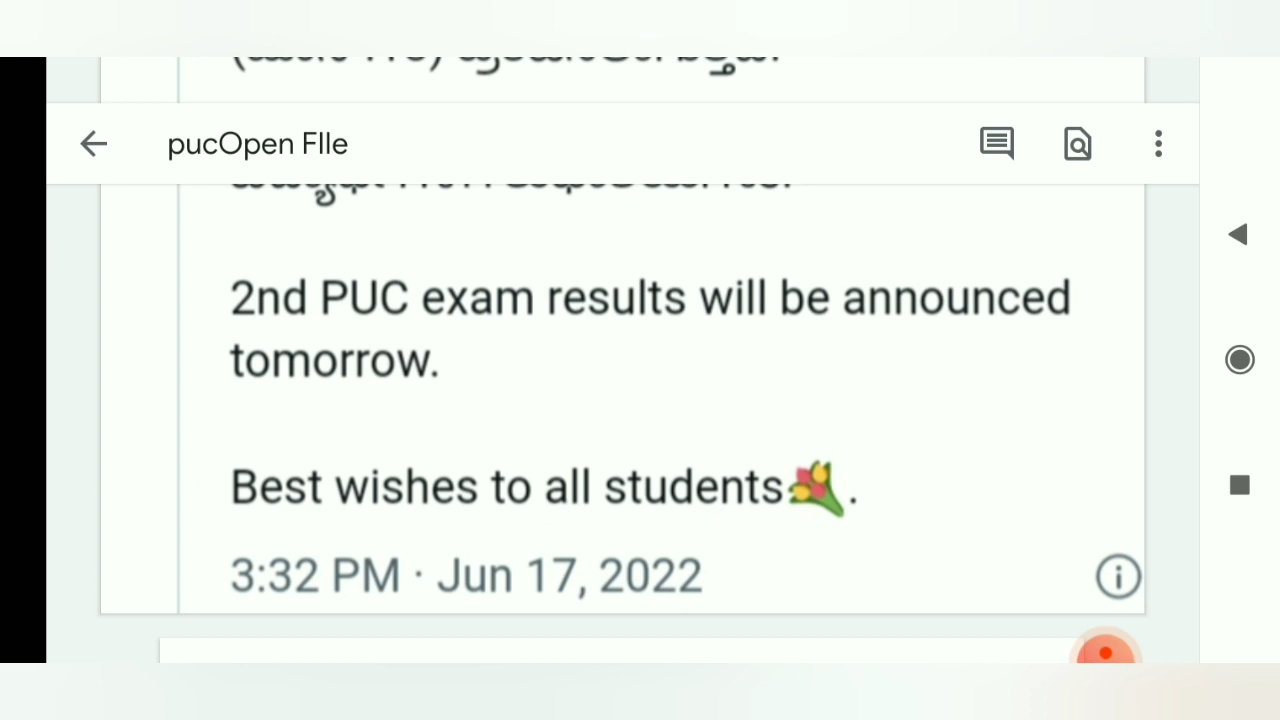 pucOpen FIle
2nd PUC exam results will be announced
tomorrow.
Best wishes to all students💐.
3:32 PM · Jun 17, 2022